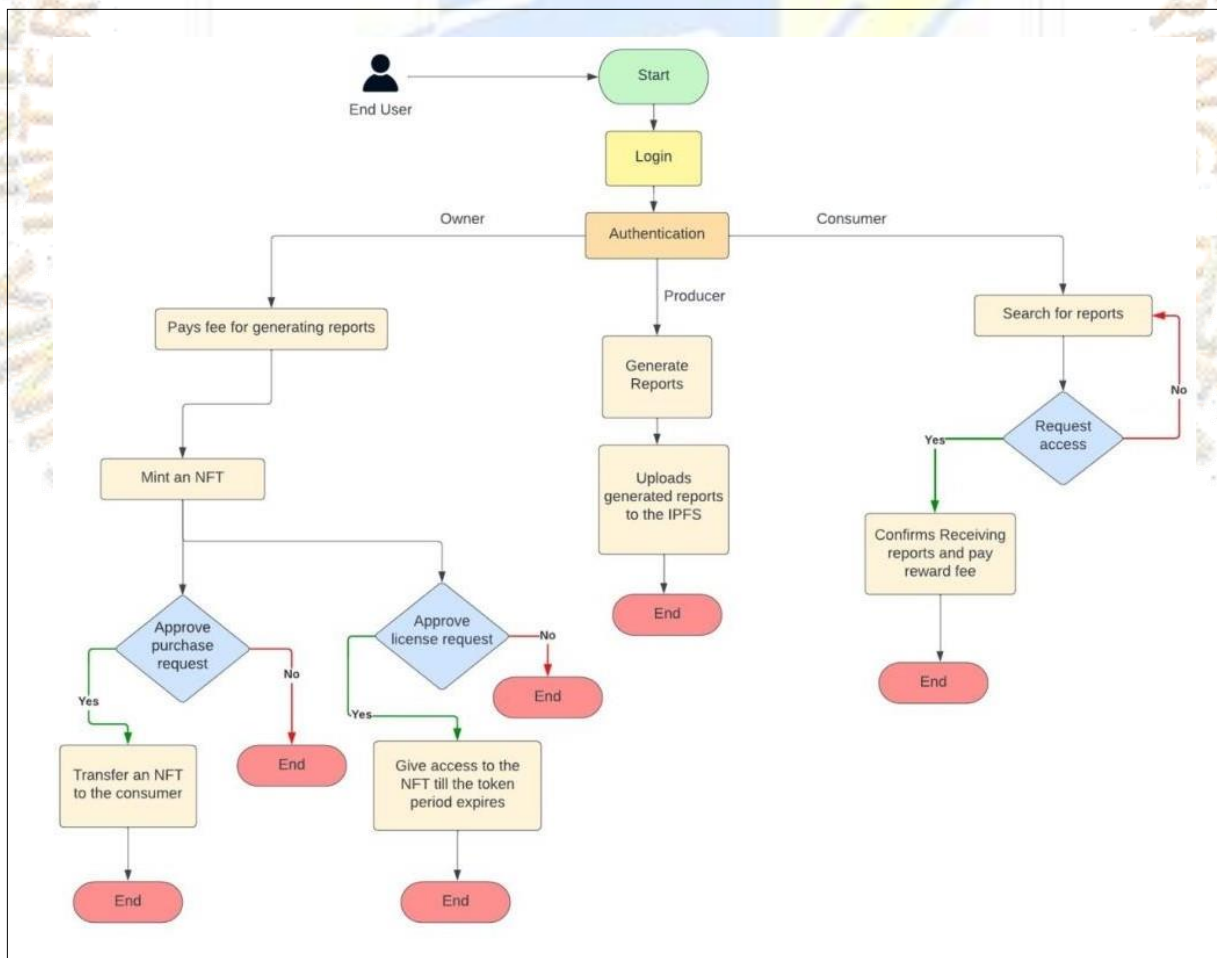 Start
End User
Login
Owner
Authentication
Consumer
Producer
Pays fee for generating reports
Search for reports
Generate
Reports
No
Request
access
Yes
Mint an NFT
Uploads
generated reports
to the IPFS
Confirms Receiving
reports and pay
reward fee
End
Approve
purchase
request
Approve
license request
No
No
End
End
Yes
Yes
Transfer an NFT
to the consumer
End
Give access to the
NFT till the token
period expires
End
End